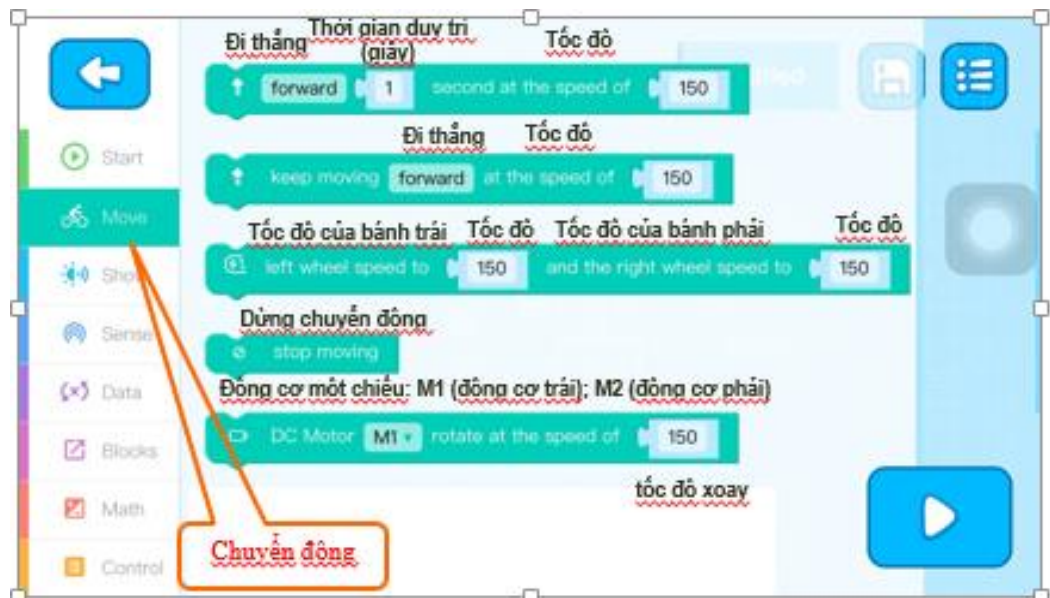 Đi thẳng Thời gian duy trì Tốc độ
(giây)
forward 1 second at the speed of 150
Đi thẳng Tốc độ
Start
keep moving forward at the speed of 150
Move
Tốc độ của bánh trái Tốc độ Tốc độ của bánh phải Tốc độ
left wheel speed to 150 and the right wheel speed to 150
Show
Dừng chuyển động
Sense
stop moving
Động cơ một chiều: M1 (động cơ trái); M2 (động cơ phải)
Data
DC Motor M1 rotate at the speed of 150
Blocks
tốc độ xoay
Math
Chuyển động
Control